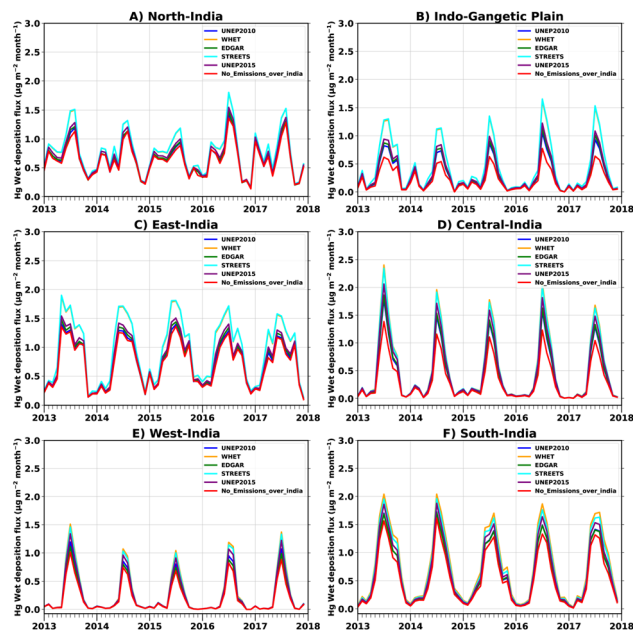 A) North-India
Hg Wet deposition flux (µg m⁻² month⁻¹)
3.0
2.5
2.0
1.5
1.0
0.5
0.0
UNEP2010
WHET
EDGAR
STREETS
UNEP2015
No_Emissions_over_india
2013 2014 2015 2016 2017 2018
B) Indo-Gangetic Plain
Hg Wet deposition flux (µg m⁻² month⁻¹)
3.0
2.5
2.0
1.5
1.0
0.5
0.0
UNEP2010
WHET
EDGAR
STREETS
UNEP2015
No_Emissions_over_india
2013 2014 2015 2016 2017 2018
C) East-India
Hg Wet deposition flux (µg m⁻² month⁻¹)
3.0
2.5
2.0
1.5
1.0
0.5
0.0
UNEP2010
WHET
EDGAR
STREETS
UNEP2015
No_Emissions_over_india
2013 2014 2015 2016 2017 2018
D) Central-India
Hg Wet deposition flux (µg m⁻² month⁻¹)
3.0
2.5
2.0
1.5
1.0
0.5
0.0
UNEP2010
WHET
EDGAR
STREETS
UNEP2015
No_Emissions_over_india
2013 2014 2015 2016 2017 2018
E) West-India
Hg Wet deposition flux (µg m⁻² month⁻¹)
3.0
2.5
2.0
1.5
1.0
0.5
0.0
UNEP2010
WHET
EDGAR
STREETS
UNEP2015
No_Emissions_over_india
2013 2014 2015 2016 2017 2018
F) South-India
Hg Wet deposition flux (µg m⁻² month⁻¹)
3.0
2.5
2.0
1.5
1.0
0.5
0.0
UNEP2010
WHET
EDGAR
STREETS
UNEP2015
No_Emissions_over_india
2013 2014 2015 2016 2017 2018